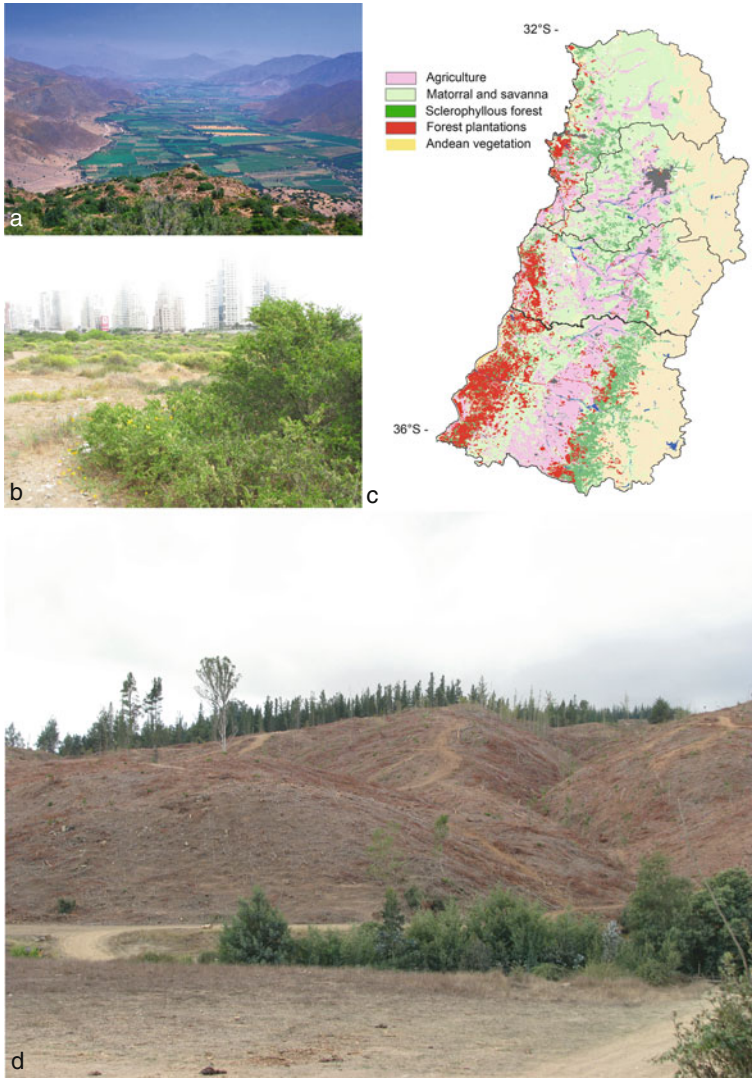 a
b
32°S -
Agriculture
Matorral and savanna
Sclerophyllous forest
Forest plantations
Andean vegetation
36°S -
c
d